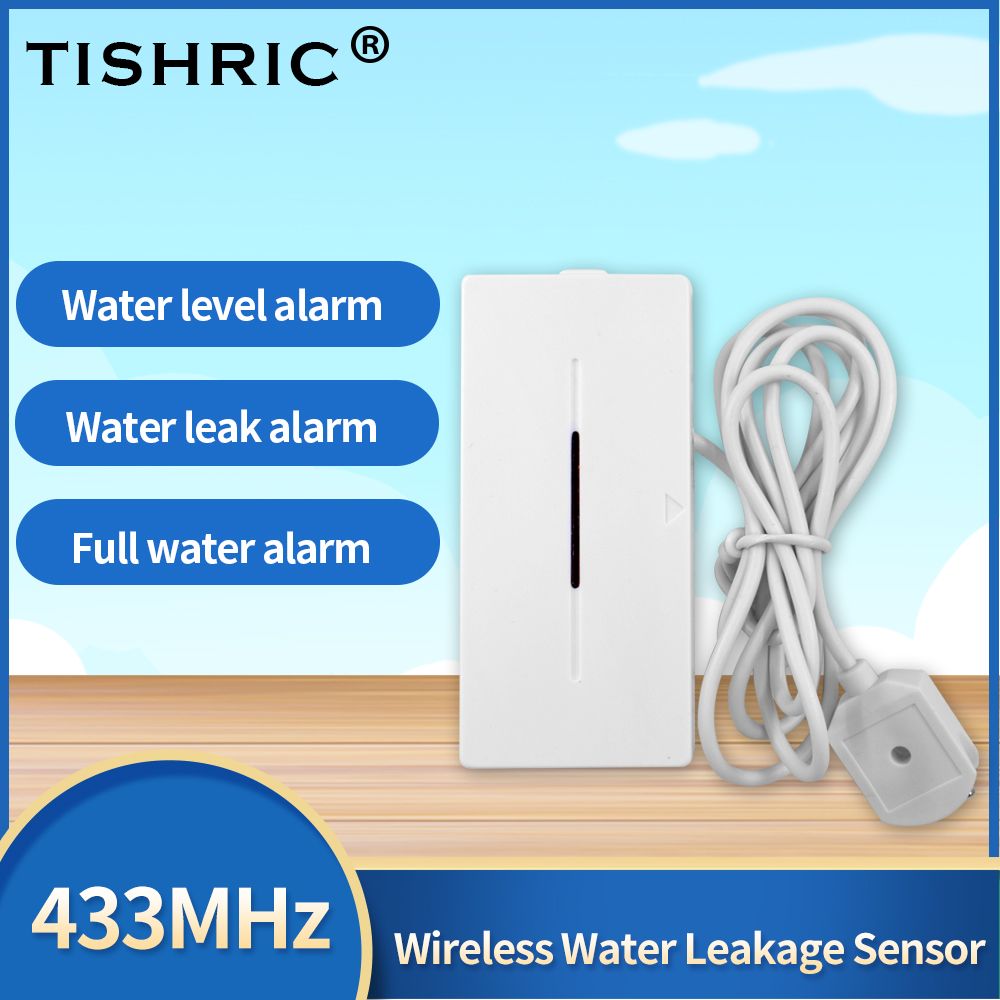 TISHRIC®
Water level alarm
Water leak alarm
Full water alarm
433MHz
Wireless Water Leakage Sensor